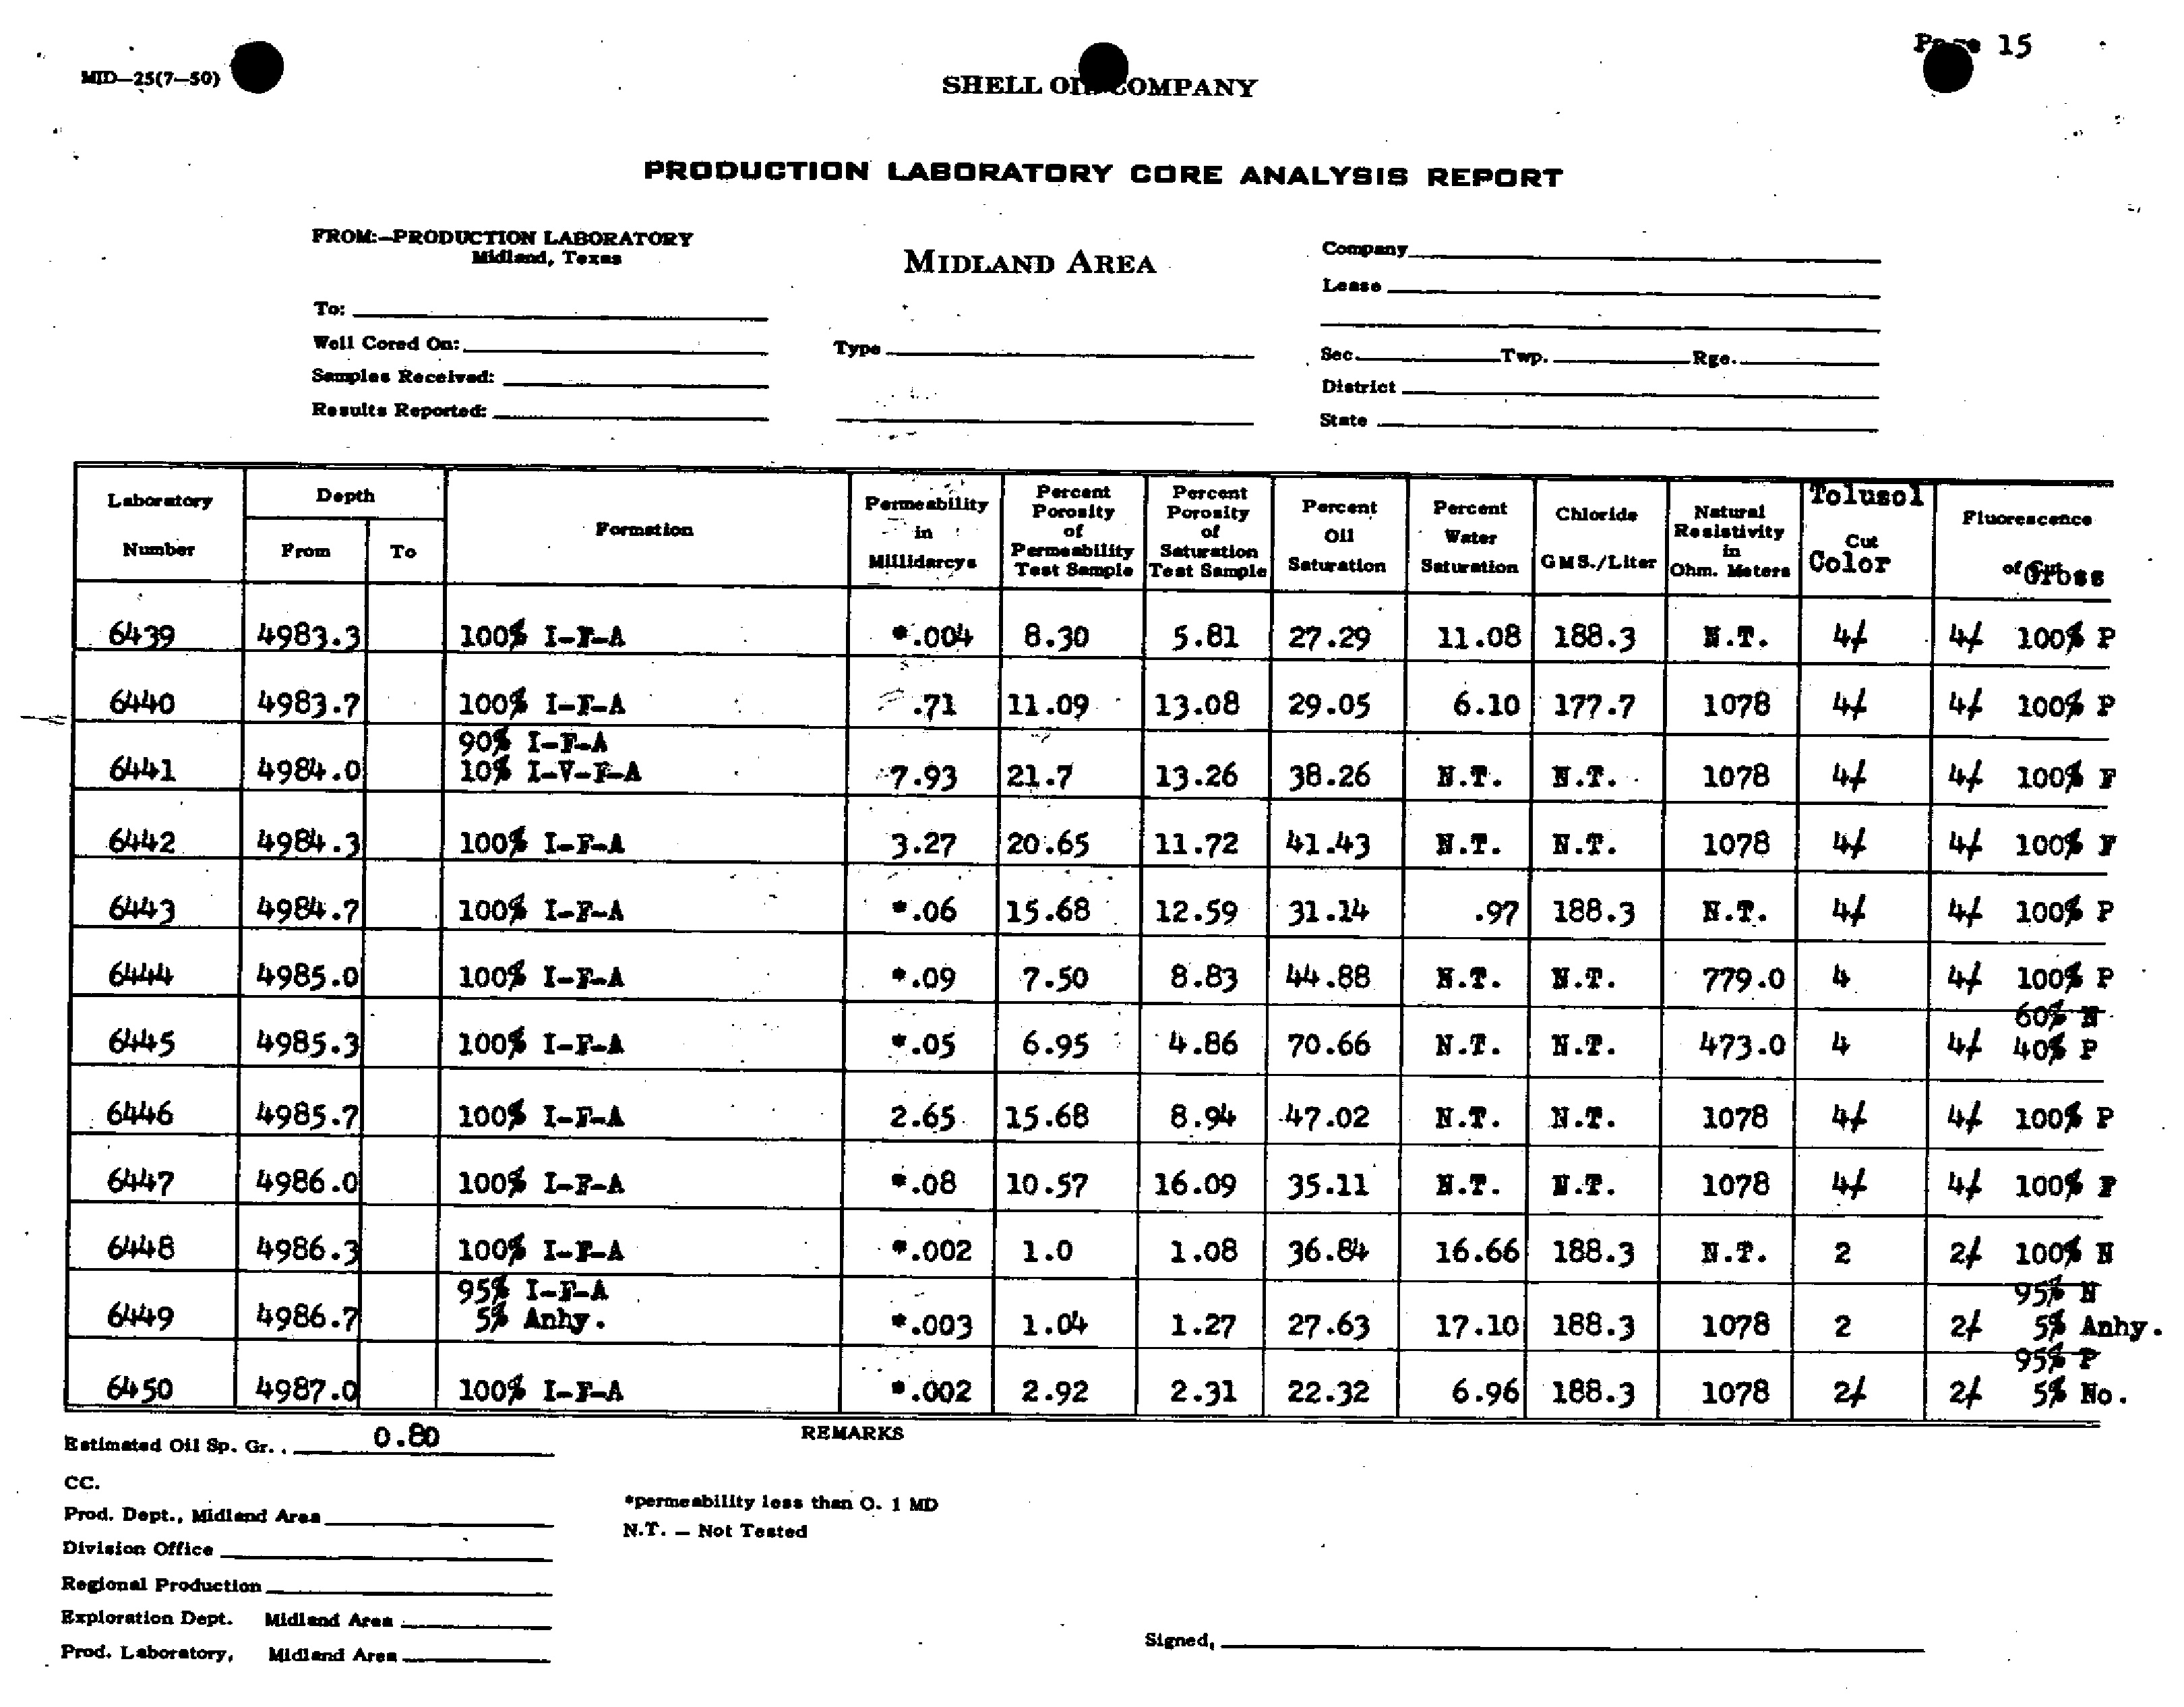 Page 15
MID—25(7—50)
SHELL OIL COMPANY
PRODUCTION LABORATORY CORE ANALYSIS REPORT
FROM:—PRODUCTION LABORATORY
Midland, Texas
MIDLAND AREA
Company
Lease
To:
Well Cored On:
Type
Sec. Twp. Rge.
Samples Received:
District
Results Reported:
State
Laboratory Number Depth From To Formation Permeability in Millidarcys Percent Porosity of Permeability Test Sample Percent Porosity of Saturation Test Sample Percent Oil Saturation Percent Water Saturation Chloride GMS./Liter Natural Resistivity in Ohm. Meters Tolusol Cut Color Fluorescence of Cut Gross
6439 4983.3 100% I-F-A *.004 8.30 5.81 27.29 11.08 188.3 N.T. 4/ 4/ 100% P
6440 4983.7 100% I-F-A .71 11.09 13.08 29.05 6.10 177.7 1078 4/ 4/ 100% P
90% I-F-A
6441 4984.0 10% I-V-F-A 7.93 21.7 13.26 38.26 N.T. N.T. 1078 4/ 4/ 100% F
6442 4984.3 100% I-F-A 3.27 20.65 11.72 41.43 N.T. N.T. 1078 4/ 4/ 100% F
6443 4984.7 100% I-F-A *.06 15.68 12.59 31.14 .97 188.3 N.T. 4/ 4/ 100% P
6444 4985.0 100% I-F-A *.09 7.50 8.83 44.88 N.T. N.T. 779.0 4 4/ 100% P
60% N
6445 4985.3 100% I-F-A *.05 6.95 4.86 70.66 N.T. N.T. 473.0 4 4/ 40% P
6446 4985.7 100% I-F-A 2.65 15.68 8.94 47.02 N.T. N.T. 1078 4/ 4/ 100% P
6447 4986.0 100% I-F-A *.08 10.57 16.09 35.11 N.T. N.T. 1078 4/ 4/ 100%
6448 4986.3 100% I-F-A *.002 1.0 1.08 36.84 16.66 188.3 N.T. 2 2/ 100% N
95% I-F-A 95% N
6449 4986.7 5% Anhy. *.003 1.04 1.27 27.63 17.10 188.3 1078 2 2/ 5% Anhy.
95% P
6450 4987.0 100% I-F-A *.002 2.92 2.31 22.32 6.96 188.3 1078 2/ 2/ 5% No.
Estimated Oil Sp. Gr. . 0.80
REMARKS
CC.
Prod. Dept., Midland Area
*permeability less than 0. 1 MD
N.T. — Not Tested
Division Office
Regional Production
Exploration Dept. Midland Area
Prod. Laboratory, Midland Area
Signed,